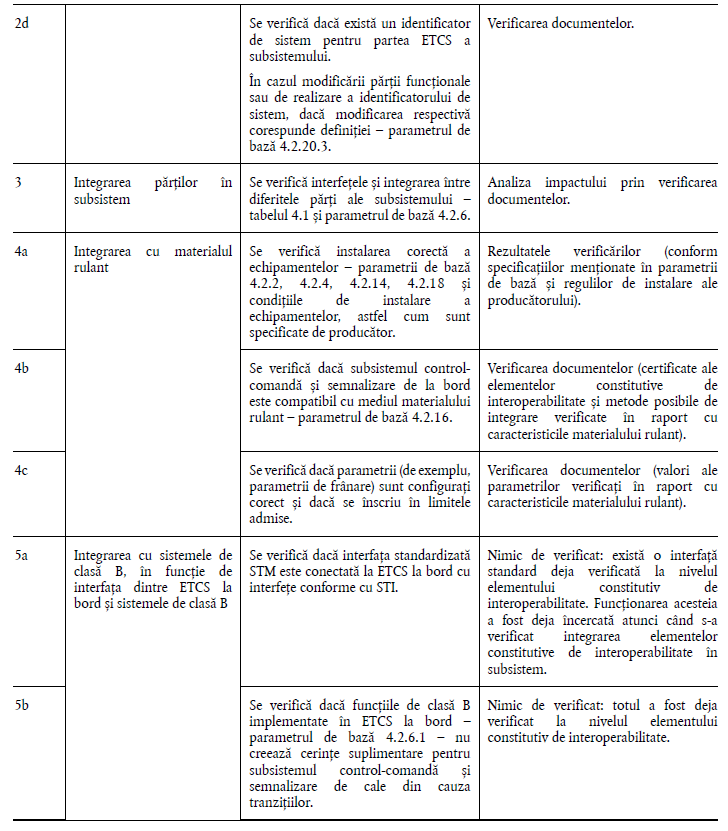 2d
Se verifică dacă există un identificator
de sistem pentru partea ETCS a
subsistemului.
În cazul modificării părții funcționale
sau de realizare a identificatorului de
sistem, dacă modificarea respectivă
corespunde definiției – parametrul de
bază 4.2.20.3.
Verificarea documentelor.
3
Integrarea părților în
subsistem
Se verifică interfețele și integrarea între
diferitele părți ale subsistemului –
tabelul 4.1 și parametrul de bază 4.2.6.
Analiza impactului prin verificarea
documentelor.
4a
Integrarea cu materialul
rulant
Se verifică instalarea corectă a
echipamentelor – parametrii de bază
4.2.2, 4.2.4, 4.2.14, 4.2.18 și
condițiile de instalare a
echipamentelor, astfel cum sunt
specificate de producător.
Rezultatele verificărilor (conform
specificațiilor menționate în parametrii
de bază și regulilor de instalare ale
producătorului).
4b
Se verifică dacă subsistemul control-
comandă și semnalizare de la bord
este compatibil cu mediul materialului
rulant – parametrul de bază 4.2.16.
Verificarea documentelor (certificate ale
elementelor constitutive de
interoperabilitate și metode posibile de
integrare verificate în raport cu
caracteristicile materialului rulant).
4c
Se verifică dacă parametrii (de exemplu,
parametrii de frânare) sunt configurați
corect și dacă se înscriu în limitele
admise.
Verificarea documentelor (valori ale
parametrilor verificați în raport cu
caracteristicile materialului rulant).
5a
Integrarea cu sistemele de
clasă B, în funcție de
interfața dintre ETCS la
bord și sistemele de clasă B
Se verifică dacă interfața standardizată
STM este conectată la ETCS la bord cu
interfețe conforme cu STI.
Nimic de verificat: există o interfață
standard deja verificată la nivelul
elementului constitutiv de
interoperabilitate. Funcționarea acesteia
a fost deja încercată atunci când s-a
verificat integrarea elementelor
constitutive de interoperabilitate în
subsistem.
5b
Se verifică dacă funcțiile de clasă B
implementate în ETCS la bord –
parametrul de bază 4.2.6.1 – nu
creează cerințe suplimentare pentru
subsistemul control-comandă și
semnalizare de cale din cauza
tranzițiilor.
Nimic de verificat: totul a fost deja
verificat la nivelul elementului
constitutiv de interoperabilitate.